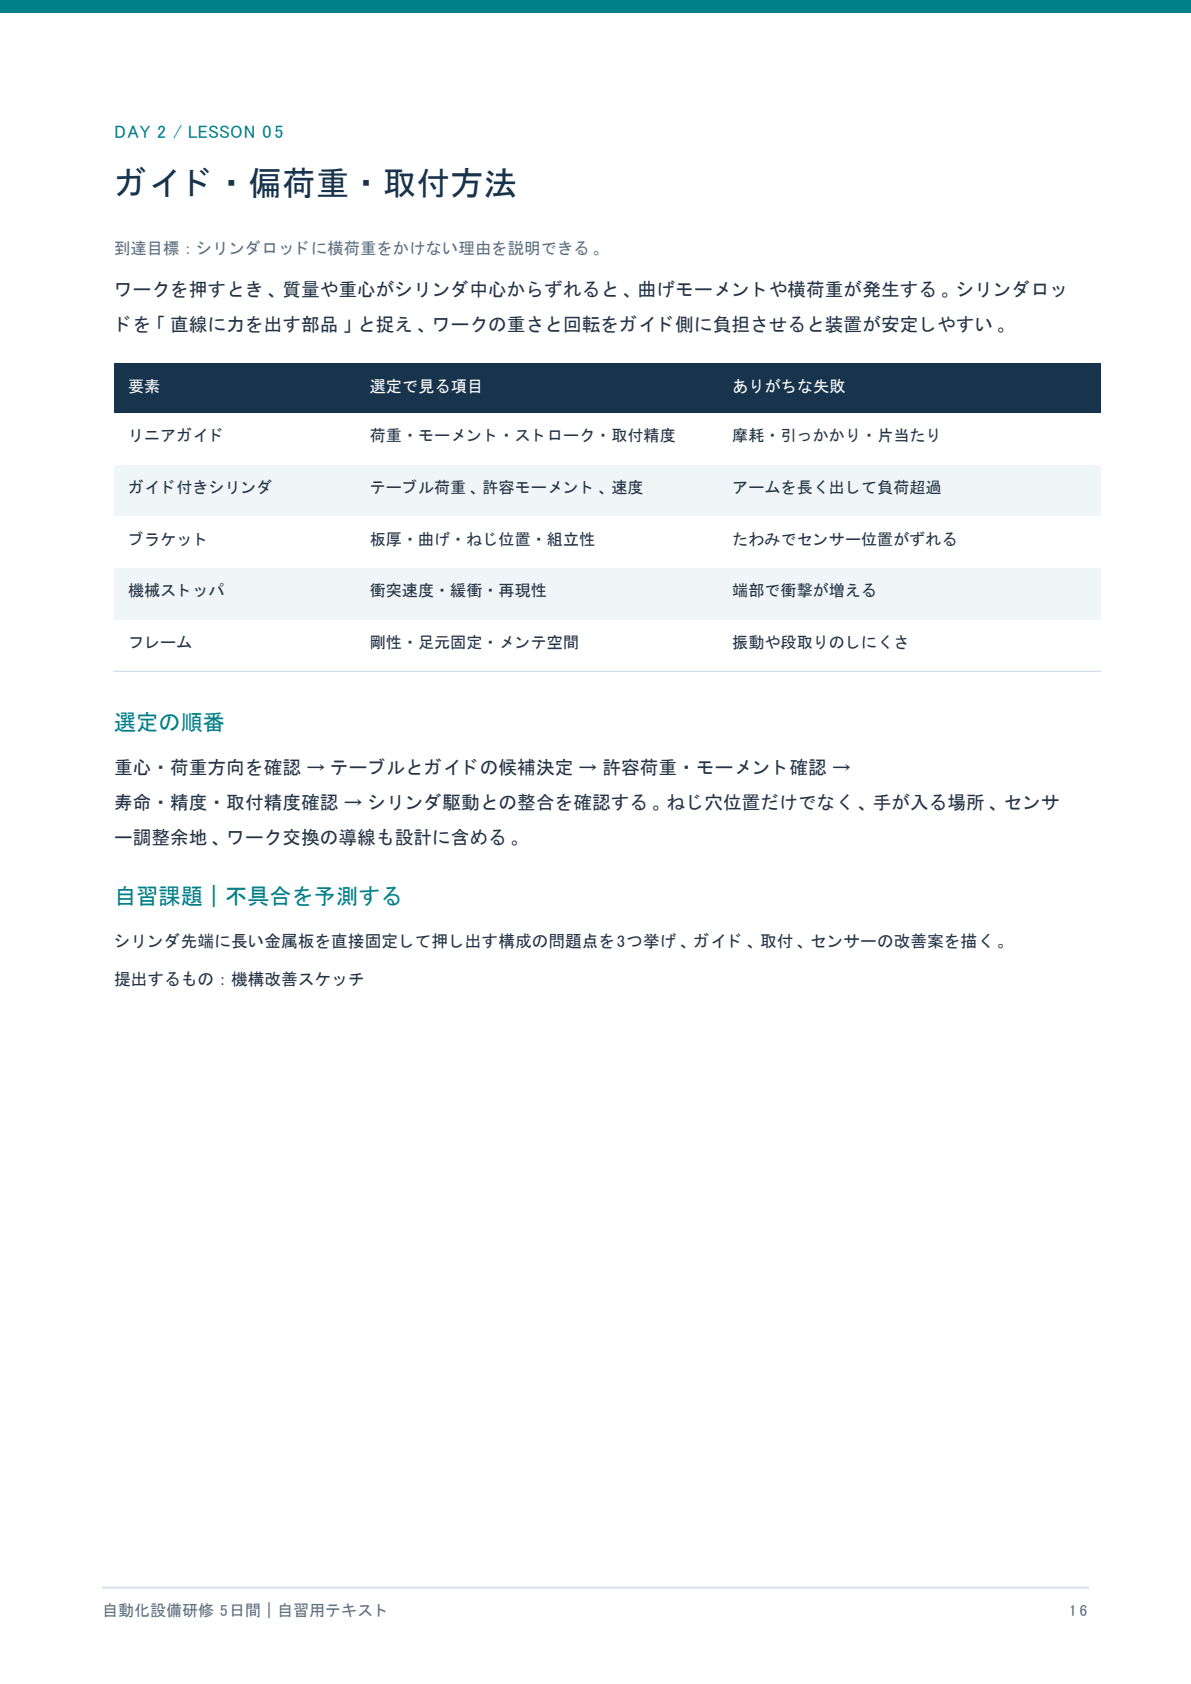 DAY 2 / LESSON 05
ガイド・偏荷重・取付方法
到達目標：シリンダロッドに横荷重をかけない理由を説明できる。
ワークを押すとき、質量や重心がシリンダ中心からずれると、曲げモーメントや横荷重が発生する。シリンダロッ
ドを「直線に力を出す部品」と捉え、ワークの重さと回転をガイド側に負担させると装置が安定しやすい。
要素 選定で見る項目 ありがちな失敗
リニアガイド 荷重・モーメント・ストローク・取付精度 摩耗・引っかかり・片当たり
ガイド付きシリンダ テーブル荷重、許容モーメント、速度 アームを長く出して負荷超過
ブラケット 板厚・曲げ・ねじ位置・組立性 たわみでセンサー位置がずれる
機械ストッパ 衝突速度・緩衝・再現性 端部で衝撃が増える
フレーム 剛性・足元固定・メンテ空間 振動や段取りのしにくさ
選定の順番
重心・荷重方向を確認 → テーブルとガイドの候補決定 → 許容荷重・モーメント確認 →
寿命・精度・取付精度確認 → シリンダ駆動との整合を確認する。ねじ穴位置だけでなく、手が入る場所、センサ
ー調整余地、ワーク交換の導線も設計に含める。
自習課題｜不具合を予測する
シリンダ先端に長い金属板を直接固定して押し出す構成の問題点を3つ挙げ、ガイド、取付、センサーの改善案を描く。
提出するもの：機構改善スケッチ
自動化設備研修 5日間｜自習用テキスト 16